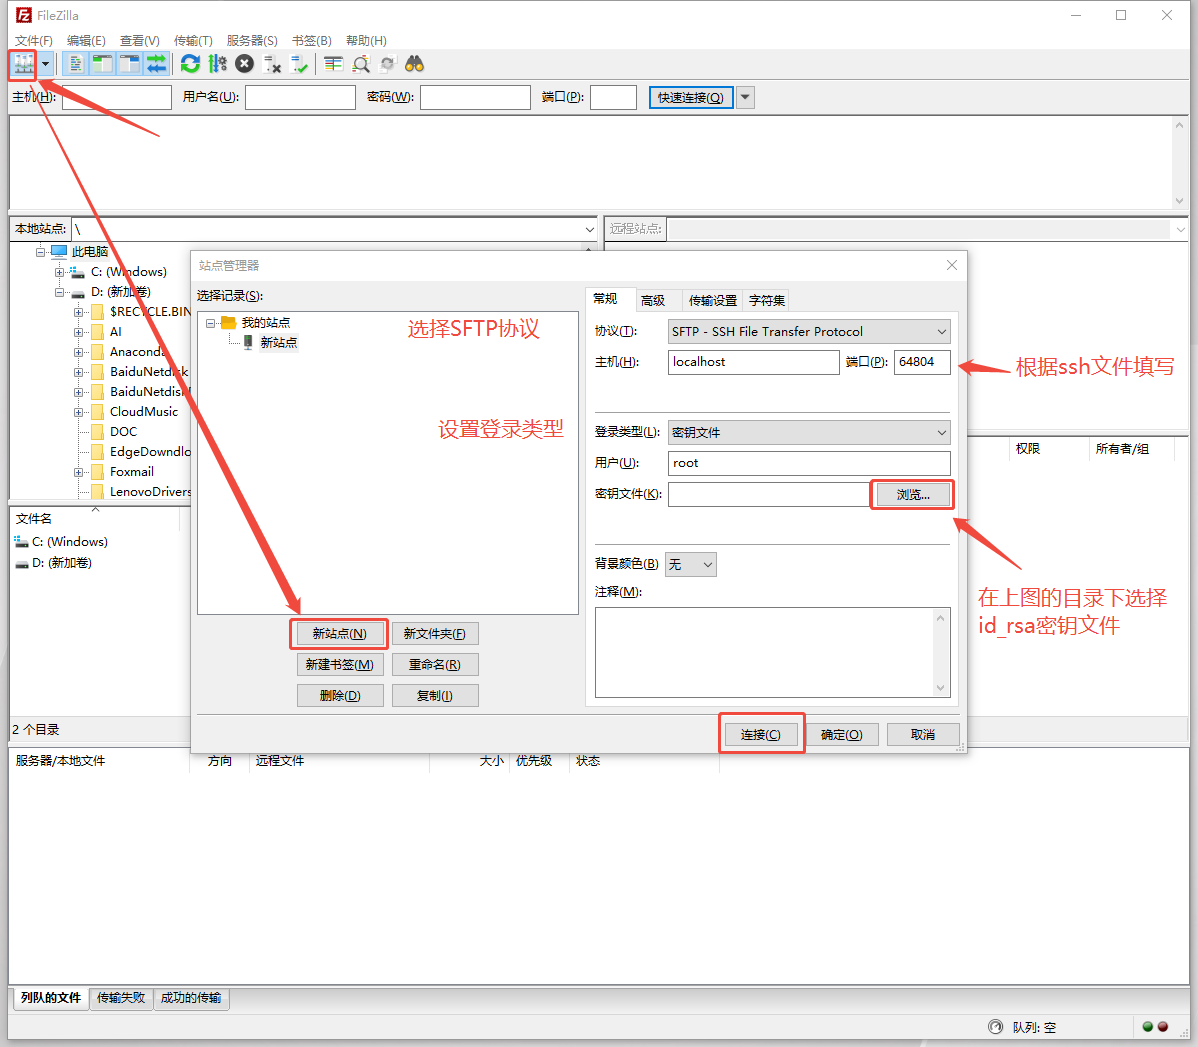 FileZilla
文件(F) 编辑(E) 查看(V) 传输(T) 服务器(S) 书签(B) 帮助(H)
主机(H): 用户名(U): 密码(W): 端口(P): 快速连接(Q)
本地站点: \ 远程站点:
此电脑
C: (Windows)
D: (新加卷)
$RECYCLE.BIN
AI
Anaconda
BaiduNetdisk
BaiduNetdisk
CloudMusic
DOC
EdgeDowndlo
Foxmail
LenovoDrivers
文件名
C: (Windows)
D: (新加卷)
2 个目录
站点管理器
选择记录(S):
我的站点
新站点
选择SFTP协议
设置登录类型
新站点(N) 新文件夹(F)
新建书签(M) 重命名(R)
删除(D) 复制(I)
常规 高级 传输设置 字符集
协议(T): SFTP - SSH File Transfer Protocol
主机(H): localhost 端口(P): 64804
根据ssh文件填写
登录类型(L): 密钥文件
用户(U): root
密钥文件(K): 浏览...
背景颜色(B) 无
注释(M):
在上图的目录下选择
id_rsa密钥文件
连接(C) 确定(O) 取消
权限 所有者/组
服务器/本地文件 方向 远程文件 大小 优先级 状态
列队的文件 传输失败 成功的传输
队列: 空